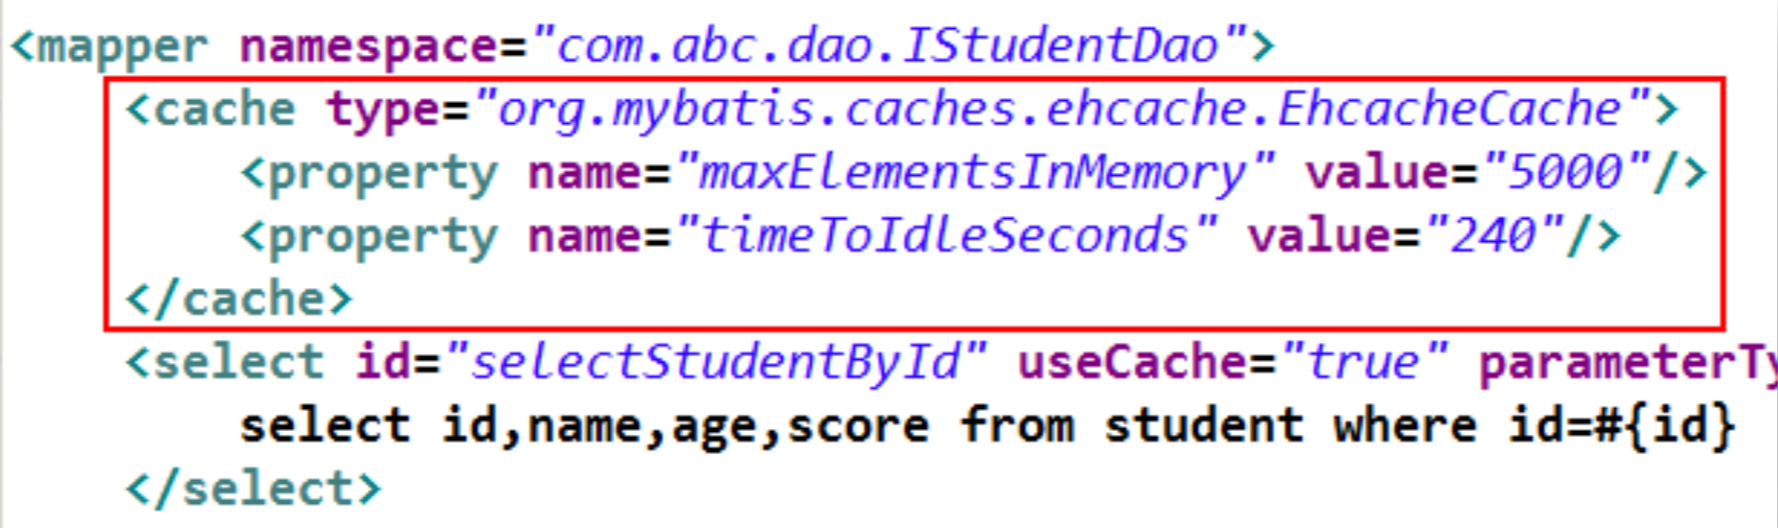 <mapper namespace="com.abc.dao.IStudentDao">
<cache type="org.mybatis.caches.ehcache.EhcacheCache">
<property name="maxElementsInMemory" value="5000"/>
<property name="timeToIdleSeconds" value="240"/>
</cache>
<select id="selectStudentById" useCache="true" parameterTy
select id,name,age,score from student where id=#{id}
</select>